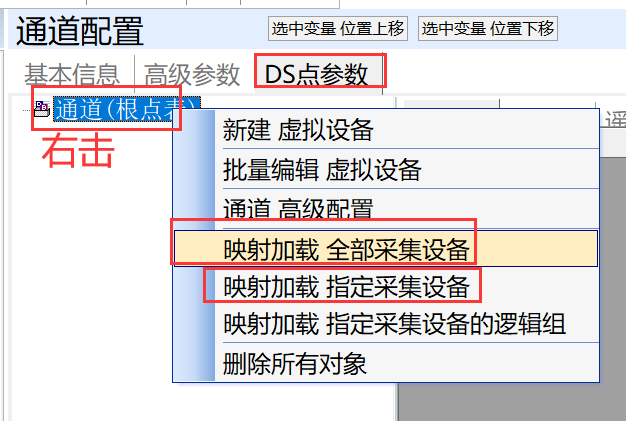 通道配置
选中变量 位置上移
选中变量 位置下移
基本信息
高级参数
DS点参数
通道(根点表)
右击
新建 虚拟设备
批量编辑 虚拟设备
通道 高级配置
映射加载 全部采集设备
映射加载 指定采集设备
映射加载 指定采集设备的逻辑组
删除所有对象